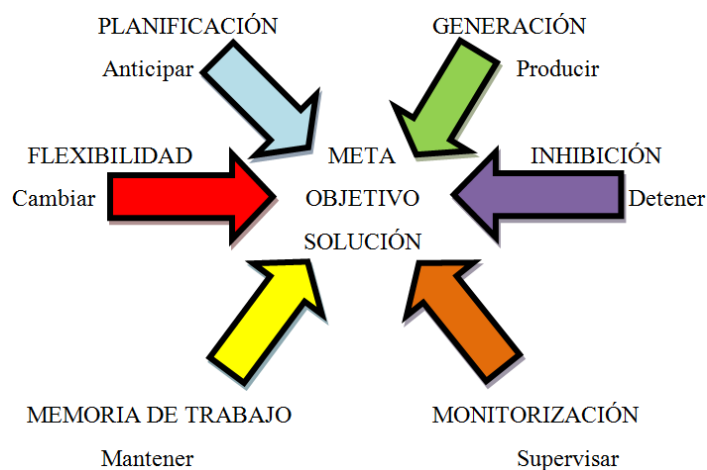 PLANIFICACIÓN
GENERACIÓN
Anticipar
Producir
FLEXIBILIDAD
META
INHIBICIÓN
Cambiar
OBJETIVO
Detener
SOLUCIÓN
MEMORIA DE TRABAJO
MONITORIZACIÓN
Mantener
Supervisar